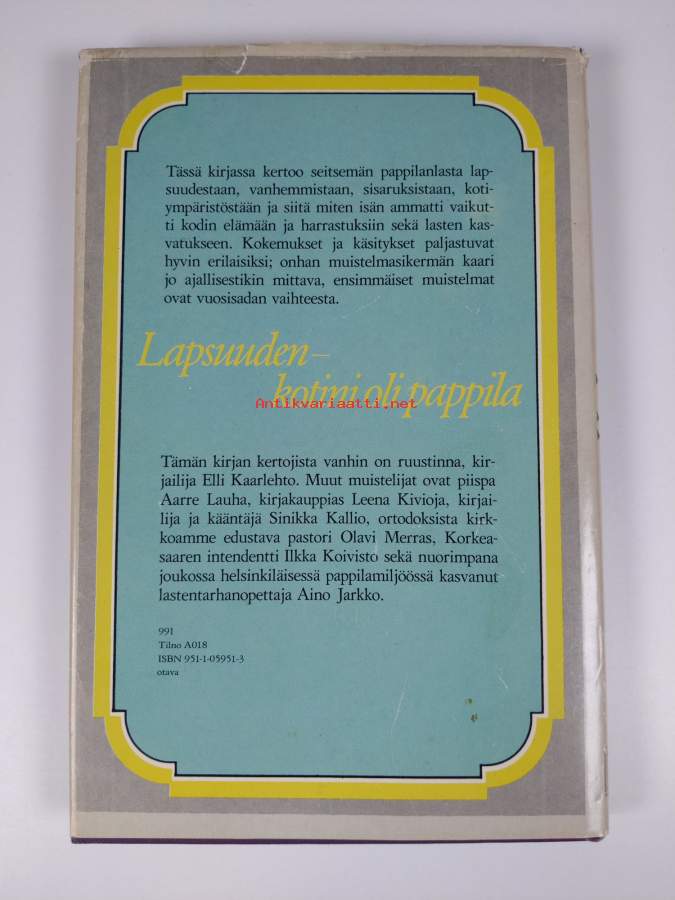 Tässä kirjassa kertoo seitsemän pappilanlasta lap-
suudestaan, vanhemmistaan, sisaruksistaan, koti-
ympäristöstään ja siitä miten isän ammatti vaikut-
ti kodin elämään ja harrastuksiin sekä lasten kas-
vatukseen. Kokemukset ja käsitykset paljastuvat
hyvin erilaisiksi; onhan muistelmasikermän kaari
jo ajallisestikin mittava, ensimmäiset muistelmat
ovat vuosisadan vaihteesta.
Lapsuuden–
kotini oli pappila
Antikvariaatti.net
Tämän kirjan kertojista vanhin on ruustinna, kir-
jailija Elli Kaarlehto. Muut muistelijat ovat piispa
Aarre Lauha, kirjakauppias Leena Kivioja, kirjai-
lija ja kääntäjä Sinikka Kallio, ortodoksista kirk-
koamme edustava pastori Olavi Merras, Korkea-
saaren intendentti Ilkka Koivisto sekä nuorimpana
joukossa helsinkiläisessä pappilamiljöössä kasvanut
lastentarhanopettaja Aino Jarkko.
991
Tilno A018
ISBN 951-1-05951-3
otava